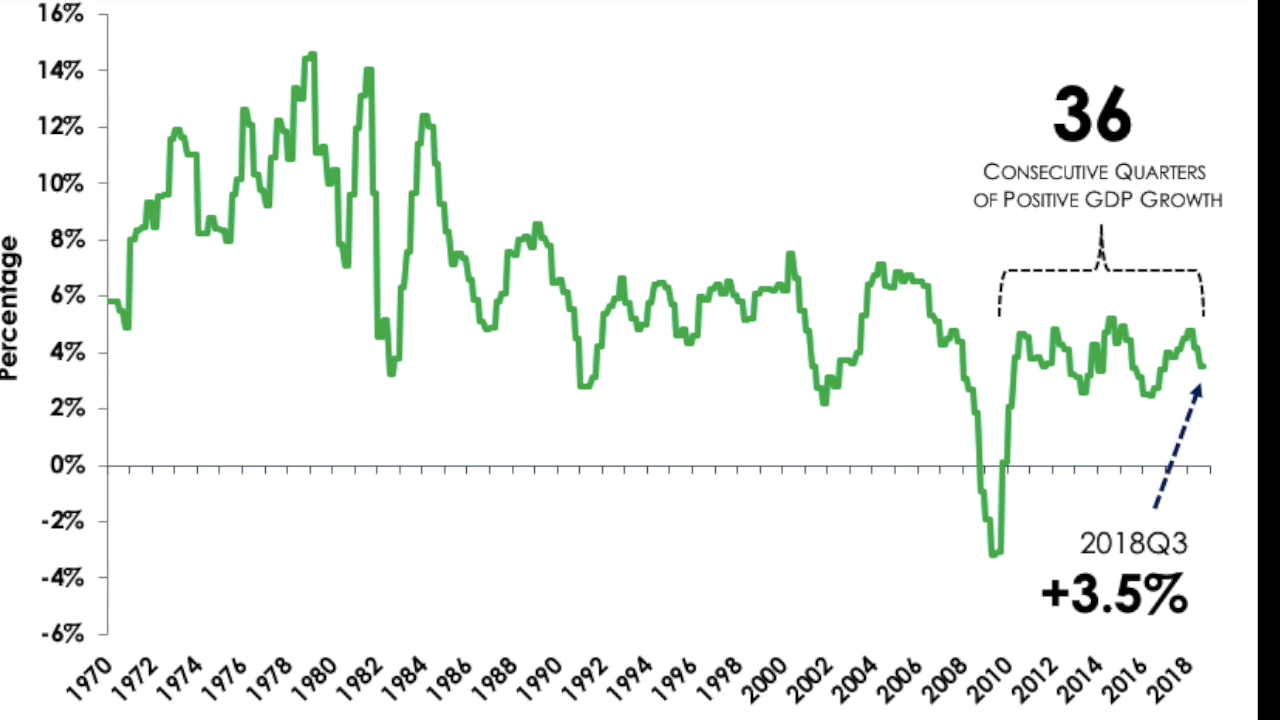 16%
14%
12%
10%
8%
6%
4%
2%
0%
-2%
-4%
-6%
Percentage
36
CONSECUTIVE QUARTERS
OF POSITIVE GDP GROWTH
2018Q3
+3.5%
1970 1972 1974 1976 1978 1980 1982 1984 1986 1988 1990 1992 1994 1996 1998 2000 2002 2004 2006 2008 2010 2012 2014 2016 2018